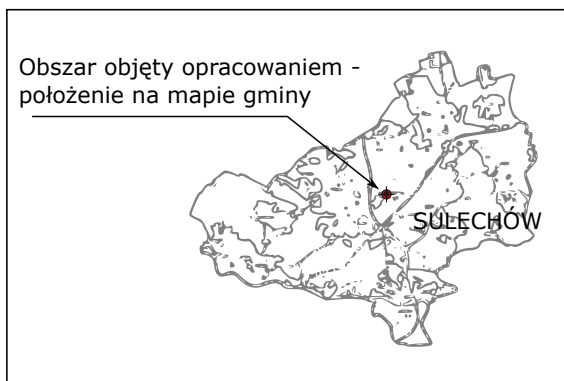 Obszar objęty opracowaniem -
położenie na mapie gminy
SULECHÓW